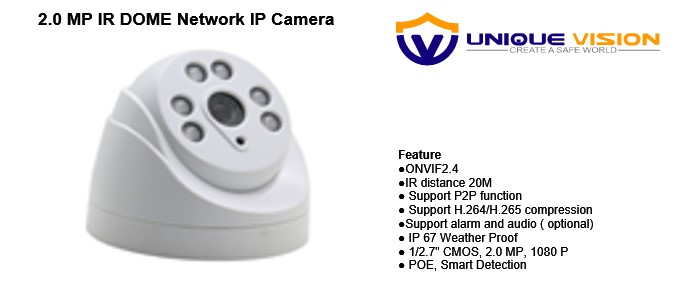 2.0 MP IR DOME Network IP Camera
UNIQUE VISION
CREATE A SAFE WORLD
Feature
●ONVIF2.4
●IR distance 20M
● Support P2P function
● Support H.264/H.265 compression
●Support alarm and audio ( optional)
● IP 67 Weather Proof
● 1/2.7" CMOS, 2.0 MP, 1080 P
● POE, Smart Detection